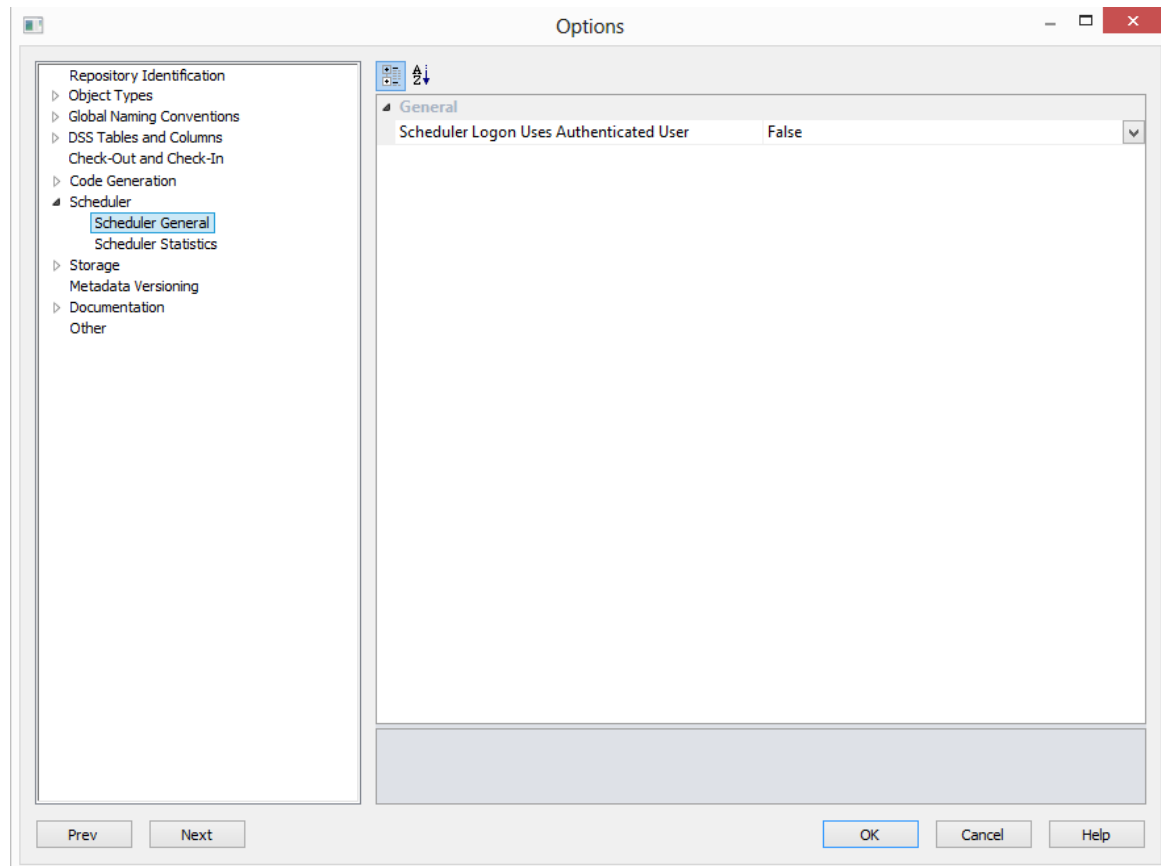 Options
Repository Identification
Object Types
Global Naming Conventions
DSS Tables and Columns
Check-Out and Check-In
Code Generation
Scheduler
Scheduler General
Scheduler Statistics
Storage
Metadata Versioning
Documentation
Other
A
Z
General
Scheduler Logon Uses Authenticated User False
Prev Next OK Cancel Help